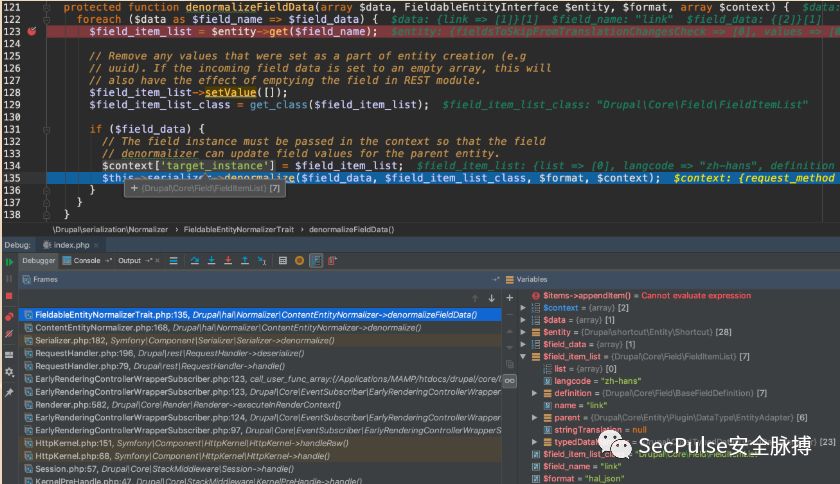 121 protected function denormalizeFieldData(array $data, FieldableEntityInterface $entity, $format, array $context) { $data:
122 foreach ($data as $field_name => $field_data) { $data: {link => [1]}[1] $field_name: "link" $field_data: {[2]}[1]
123 $field_item_list = $entity->get($field_name); $entity: {fieldsToSkipFromTranslationChangesCheck => [0], values => [0
124
125 // Remove any values that were set as a part of entity creation (e.g
126 // uuid). If the incoming field data is set to an empty array, this will
127 // also have the effect of emptying the field in REST module.
128 $field_item_list->setValue([]);
129 $field_item_list_class = get_class($field_item_list); $field_item_list_class: "Drupal\Core\Field\FieldItemList"
130
131 if ($field_data) {
132 // The field instance must be passed in the context so that the field
133 // denormalizer can update field values for the parent entity.
134 $context['target_instance'] = $field_item_list; $field_item_list: {list => [0], langcode => "zh-hans", definition
135 $this->serializer->denormalize($field_data, $field_item_list_class, $format, $context); $context: {request_method
136 }
+ {Drupal\Core\Field\FieldItemList} [7]
137 }
138 }
\Drupal\serialization\Normalizer › FieldableEntityNormalizerTrait › denormalizeFieldData()
Debug: index.php ×
Debugger Console Output
Frames
FieldableEntityNormalizerTrait.php:135, Drupal\hal\Normalizer\ContentEntityNormalizer->denormalizeFieldData()
ContentEntityNormalizer.php:168, Drupal\hal\Normalizer\ContentEntityNormalizer->denormalize()
Serializer.php:182, Symfony\Component\Serializer\Serializer->denormalize()
RequestHandler.php:196, Drupal\rest\RequestHandler->deserialize()
RequestHandler.php:79, Drupal\rest\RequestHandler->handle()
EarlyRenderingControllerWrapperSubscriber.php:123, call_user_func_array:{/Applications/MAMP/htdocs/drupal/core/l
EarlyRenderingControllerWrapperSubscriber.php:123, Drupal\Core\EventSubscriber\EarlyRenderingControllerWrapper
Renderer.php:582, Drupal\Core\Render\Renderer->executeInRenderContext()
EarlyRenderingControllerWrapperSubscriber.php:124, Drupal\Core\EventSubscriber\EarlyRenderingControllerWrapper
EarlyRenderingControllerWrapperSubscriber.php:97, Drupal\Core\EventSubscriber\EarlyRenderingControllerWrapperS
HttpKernel.php:151, Symfony\Component\HttpKernel\HttpKernel->handleRaw()
HttpKernel.php:68, Symfony\Component\HttpKernel\HttpKernel->handle()
Session.php:57, Drupal\Core\StackMiddleware\Session->handle()
KernelPreHandle.php:47, Drupal\Core\StackMiddleware\KernelPreHandle->handle()
Variables
$items->appendItem() = Cannot evaluate expression
$context = {array} [2]
$data = {array} [1]
$entity = {Drupal\shortcut\Entity\Shortcut} [28]
$field_data = {array} [1]
$field_item_list = {Drupal\Core\Field\FieldItemList} [7]
list = {array} [0]
langcode = "zh-hans"
definition = {Drupal\Core\Field\BaseFieldDefinition} [7]
name = "link"
parent = {Drupal\Core\Entity\Plugin\DataType\EntityAdapter} [6]
stringTranslation = null
[23]
SecPulse安全脉搏
$field_name = "link"
$format = "hal_json"